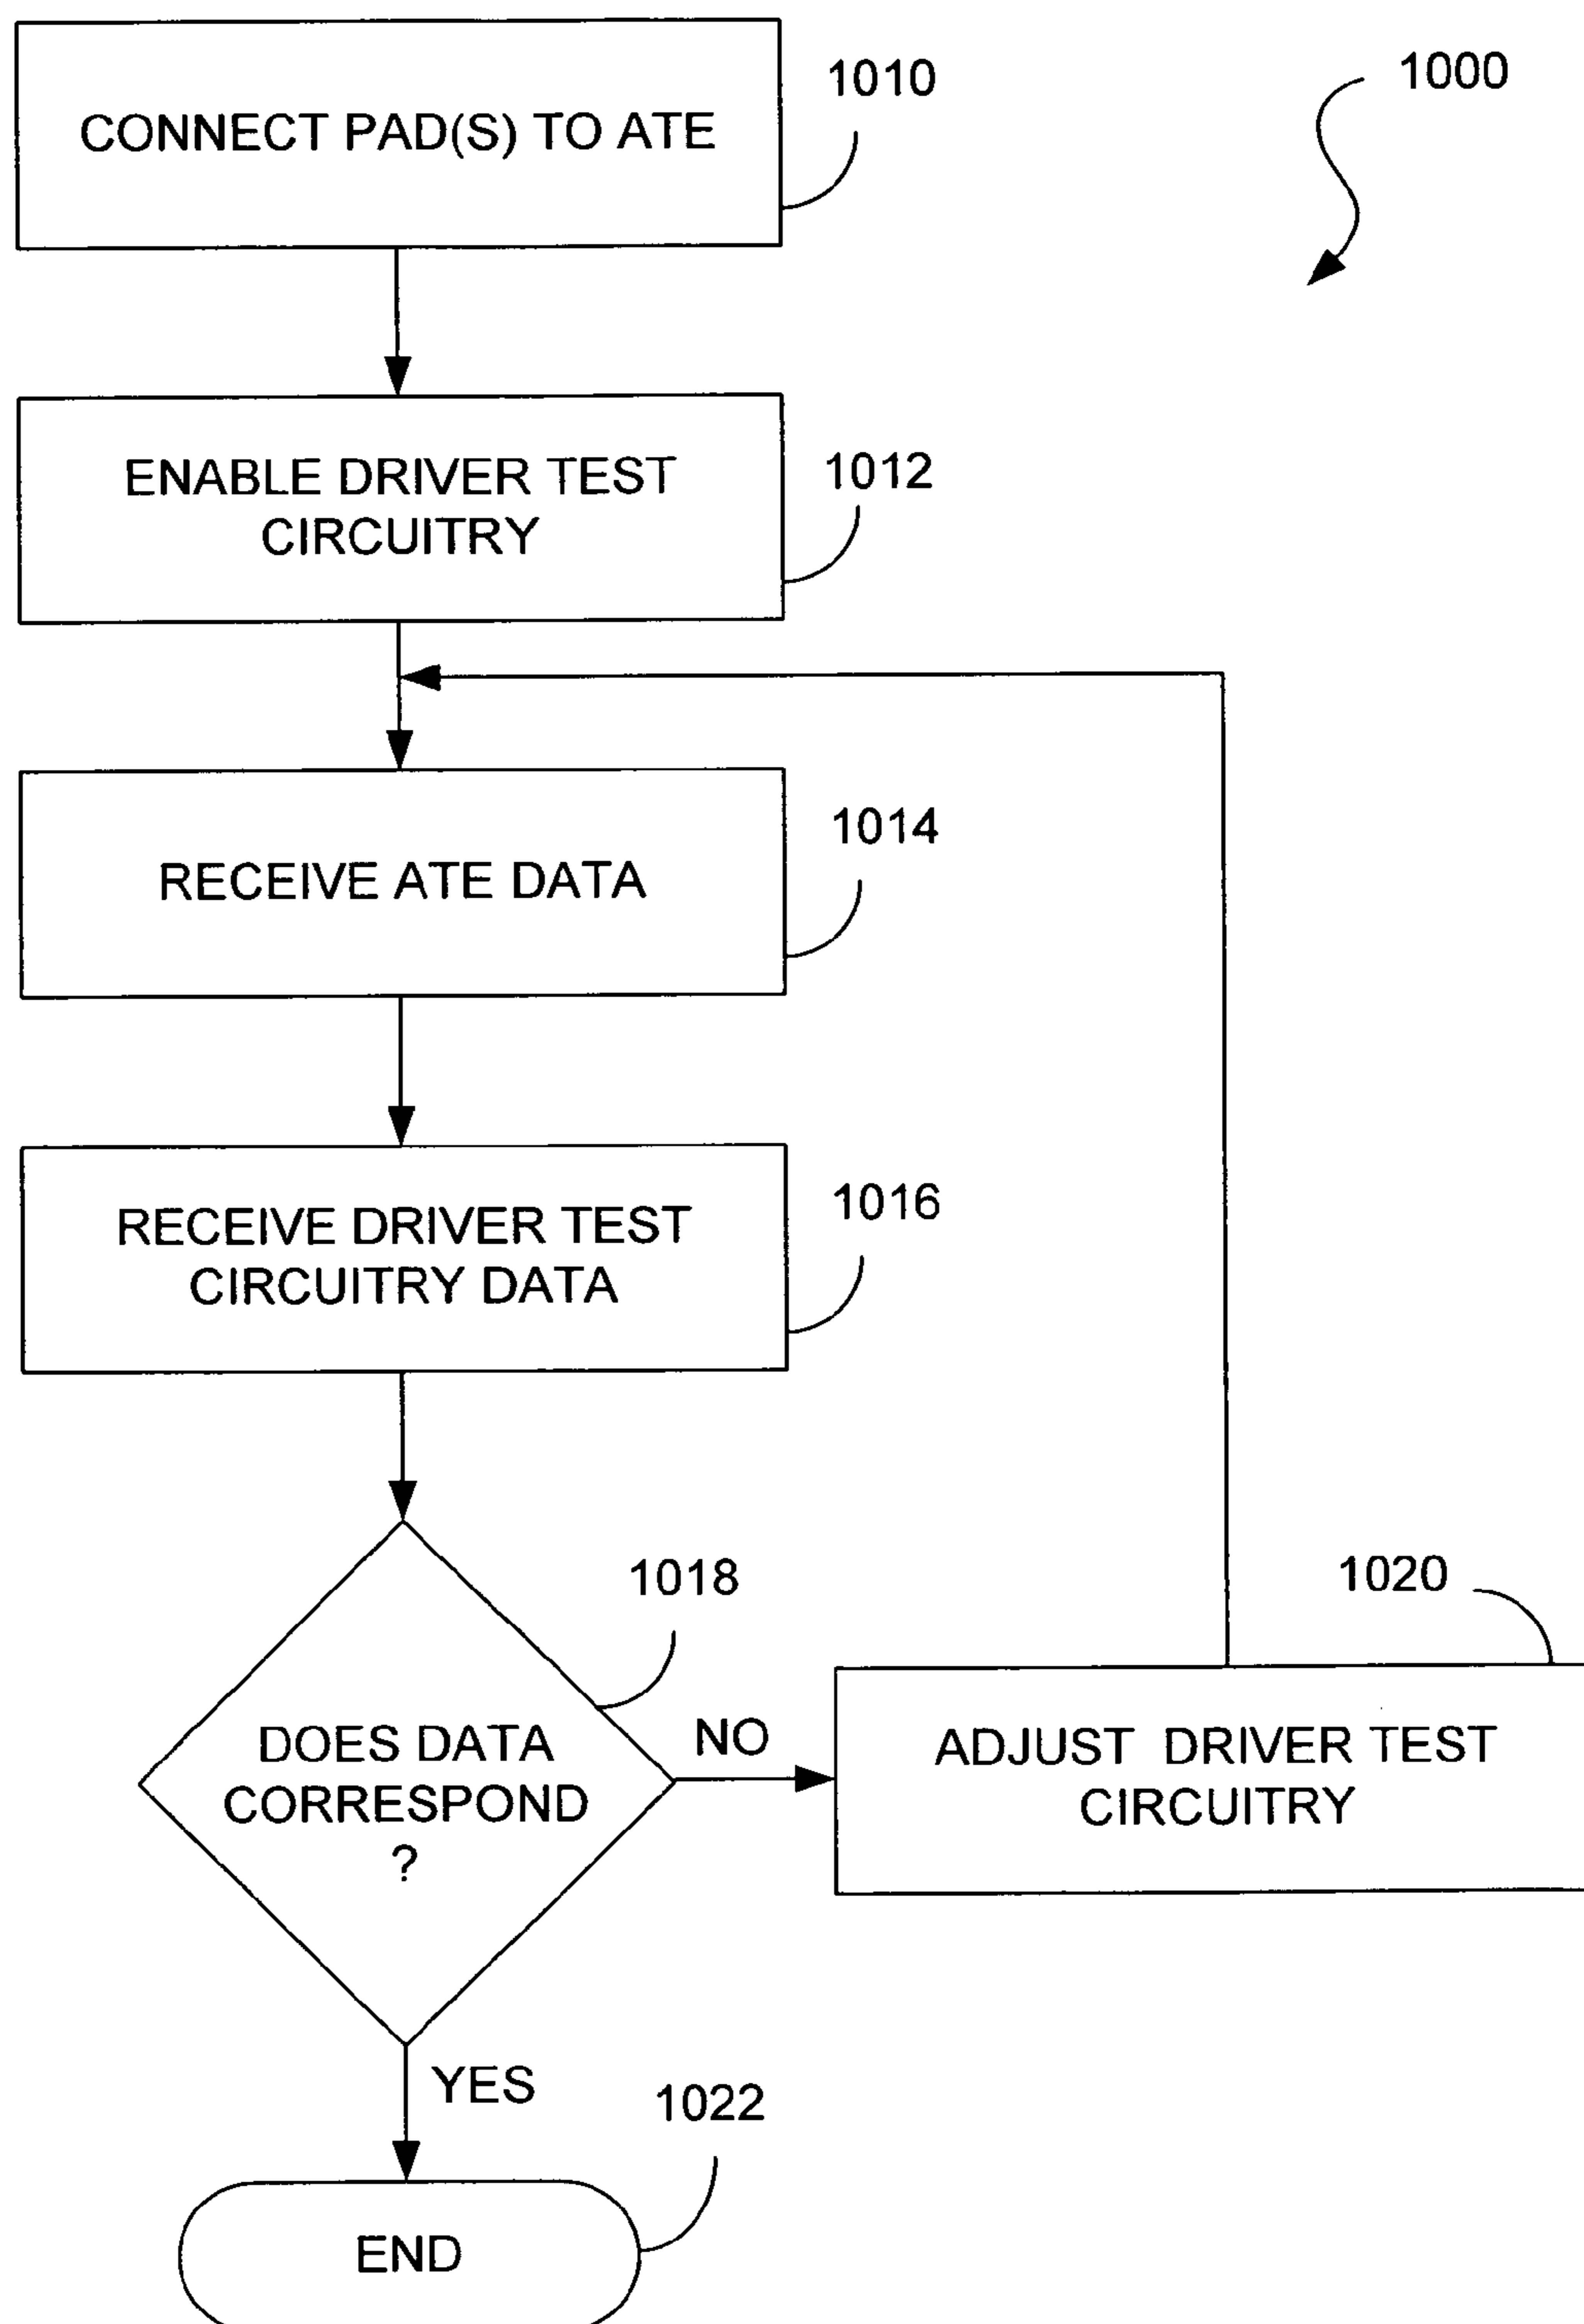 1000
CONNECT PAD(S) TO ATE
1010
ENABLE DRIVER TEST
CIRCUITRY
1012
RECEIVE ATE DATA
1014
RECEIVE DRIVER TEST
CIRCUITRY DATA
1016
DOES DATA
CORRESPOND
?
1018
NO
ADJUST DRIVER TEST
CIRCUITRY
1020
YES
END
1022